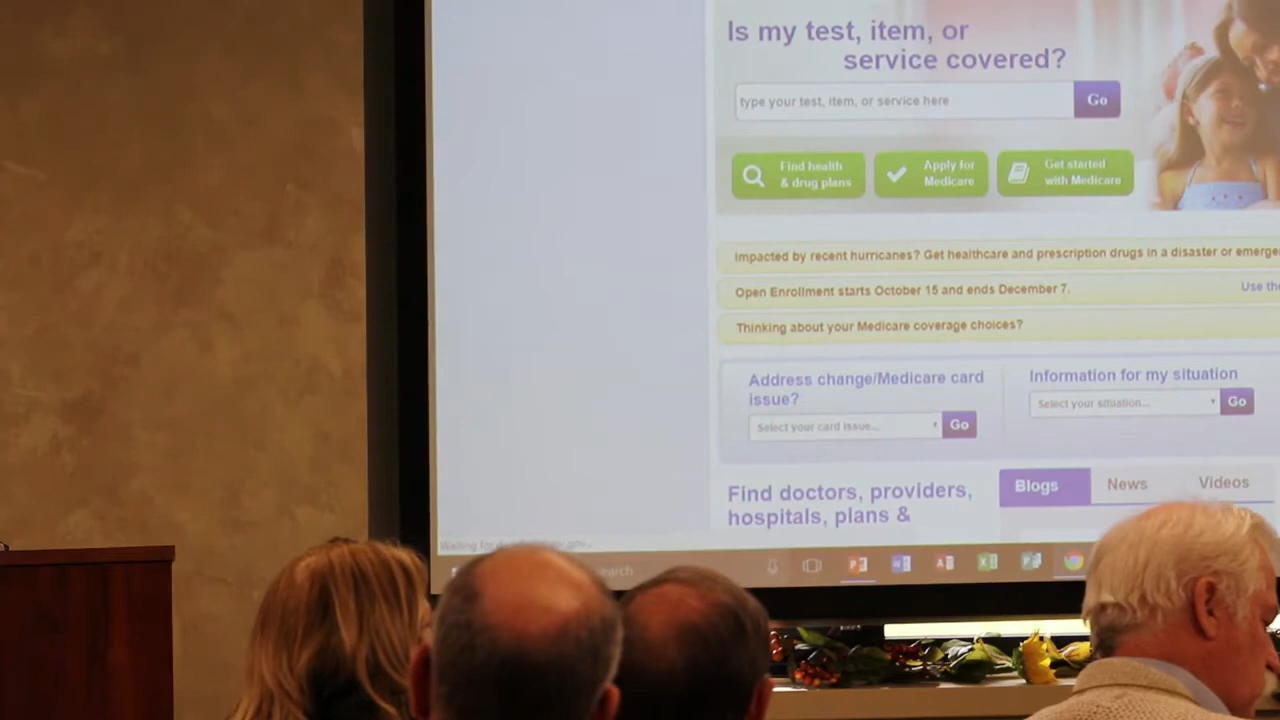 Is my test, item, or
service covered?
type your test, item, or service here
Go
Find health
& drug plans
Apply for
Medicare
Get started
with Medicare
Impacted by recent hurricanes? Get healthcare and prescription drugs in a disaster or emerge
Open Enrollment starts October 15 and ends December 7.
Use the
Thinking about your Medicare coverage choices?
Address change/Medicare card
issue?
Select your card issue...
Go
Information for my situation
Select your situation...
Go
Find doctors, providers,
hospitals, plans &
Blogs
News
Videos
Waiting for
earch